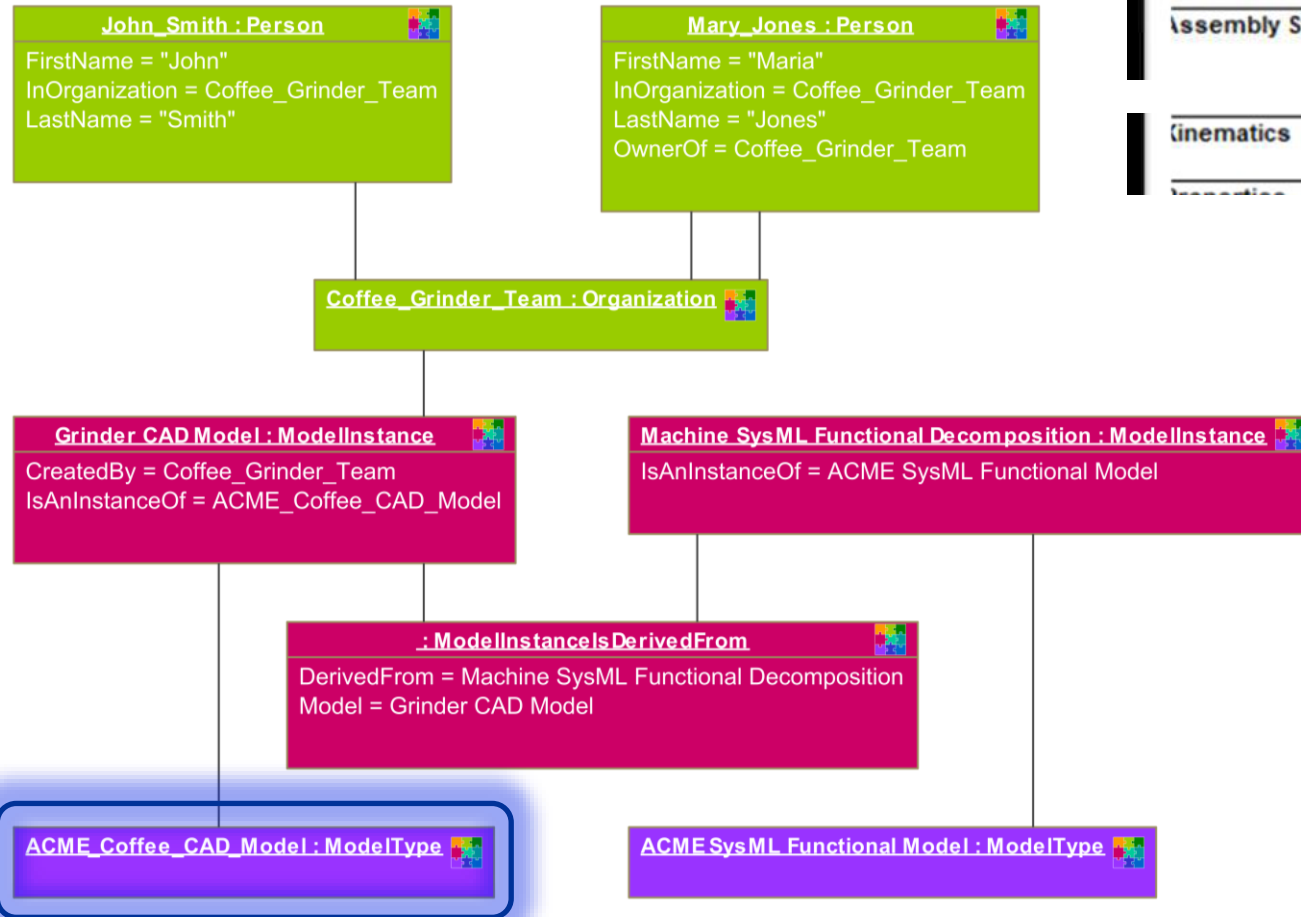 John_Smith : Person
FirstName = "John"
InOrganization = Coffee_Grinder_Team
LastName = "Smith"
Mary_Jones : Person
FirstName = "Maria"
InOrganization = Coffee_Grinder_Team
LastName = "Jones"
OwnerOf = Coffee_Grinder_Team
Assembly S
Kinematics
Coffee_Grinder_Team : Organization
Grinder CAD Model : ModelInstance
CreatedBy = Coffee_Grinder_Team
IsAnInstanceOf = ACME_Coffee_CAD_Model
Machine SysML Functional Decomposition : ModelInstance
IsAnInstanceOf = ACME SysML Functional Model
: ModelInstanceIsDerivedFrom
DerivedFrom = Machine SysML Functional Decomposition
Model = Grinder CAD Model
ACME_Coffee_CAD_Model : ModelType
ACME SysML Functional Model : ModelType